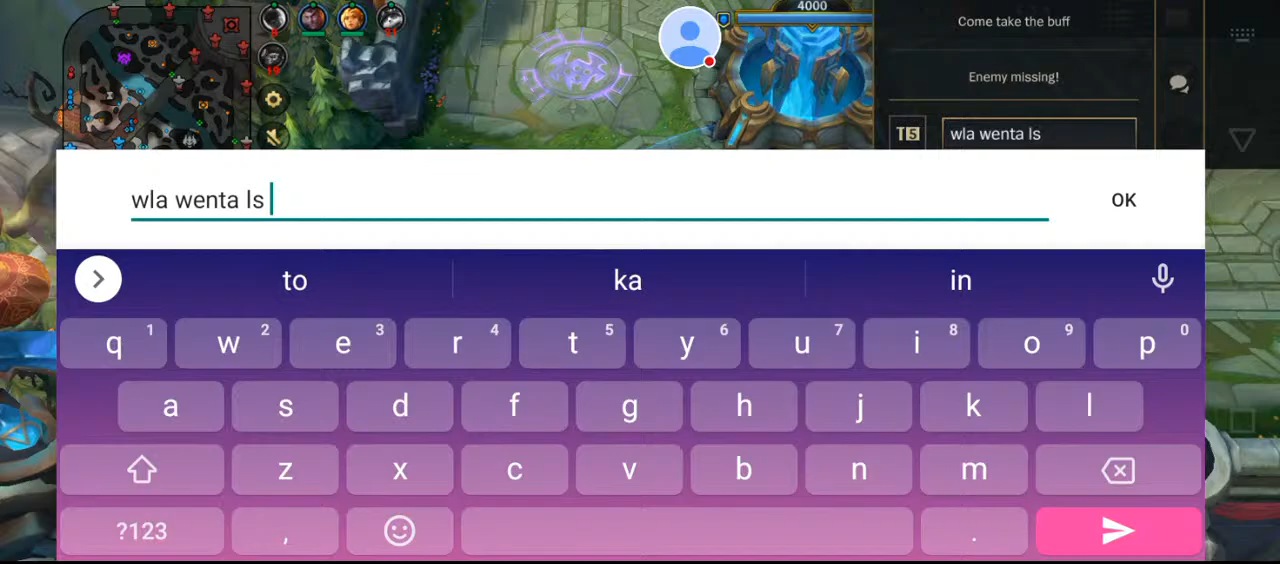 4000
Come take the buff
Enemy missing!
T5 wla wenta ls
wla wenta ls
OK
to ka in
q 1 w 2 e 3 r 4 t 5 y 6 u 7 i 8 o 9 p 0
a s d f g h j k l
z x c v b n m
?123 , .